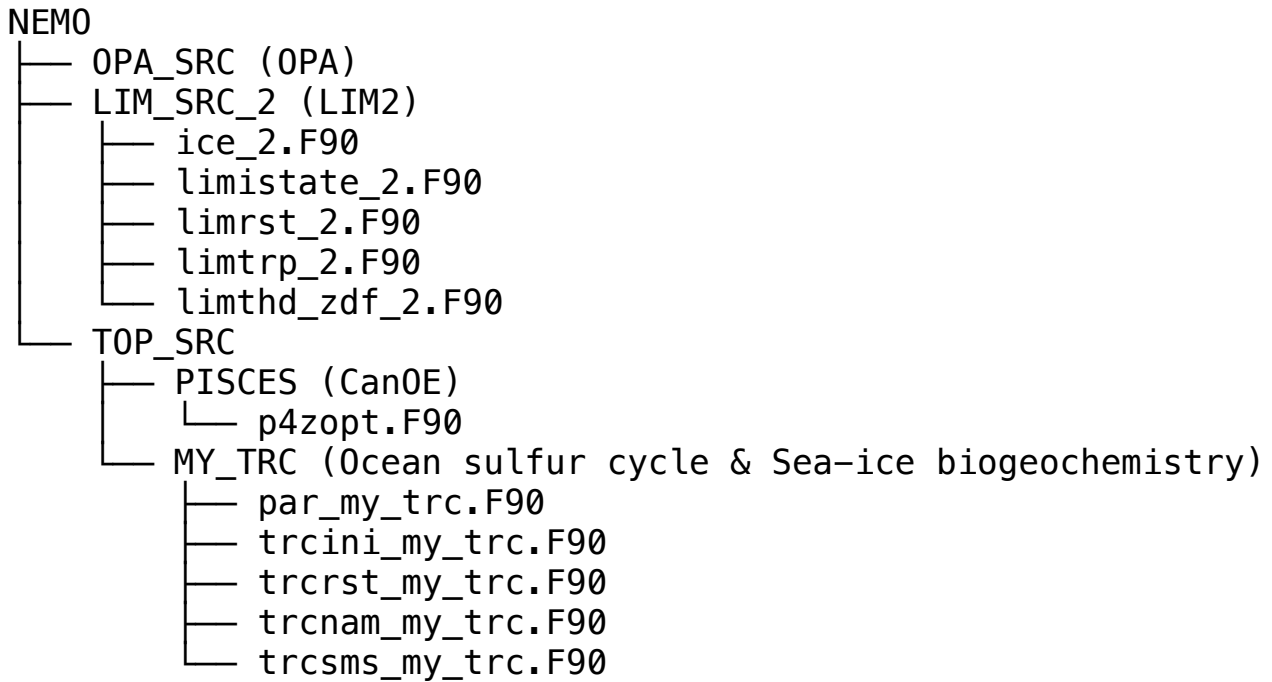 NEMO
├── OPA_SRC (OPA)
├── LIM_SRC_2 (LIM2)
│   ├── ice_2.F90
│   ├── limistate_2.F90
│   ├── limrst_2.F90
│   ├── limtrp_2.F90
│   └── limthd_zdf_2.F90
└── TOP_SRC
    ├── PISCES (CanOE)
    │   └── p4zopt.F90
    └── MY_TRC (Ocean sulfur cycle & Sea-ice biogeochemistry)
        ├── par_my_trc.F90
        ├── trcini_my_trc.F90
        ├── trcrst_my_trc.F90
        ├── trcnam_my_trc.F90
        └── trcsms_my_trc.F90